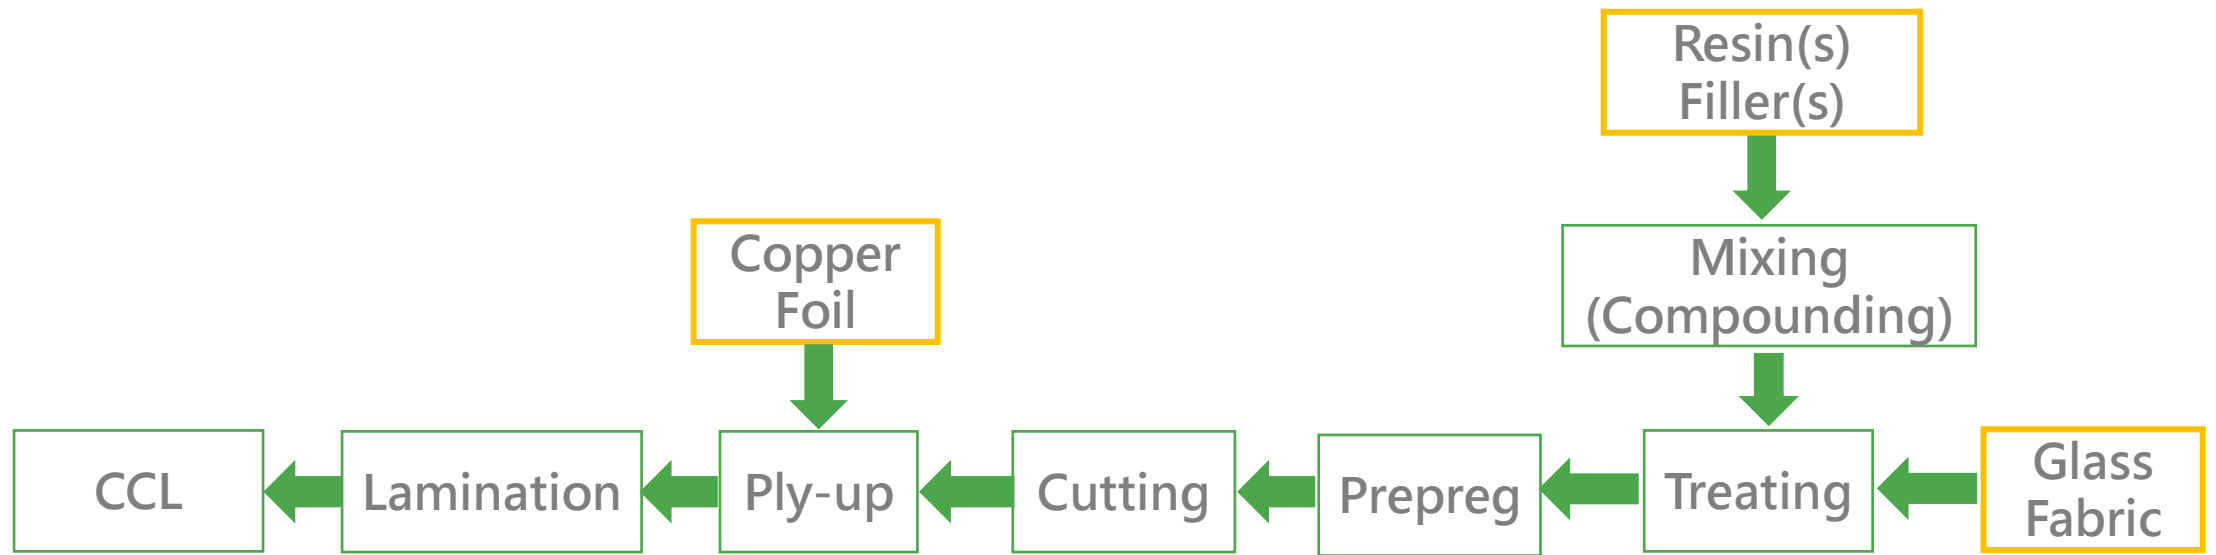 Resin(s)
Filler(s)
Copper
Foil
Mixing
(Compounding)
CCL
Lamination
Ply-up
Cutting
Prepreg
Treating
Glass
Fabric